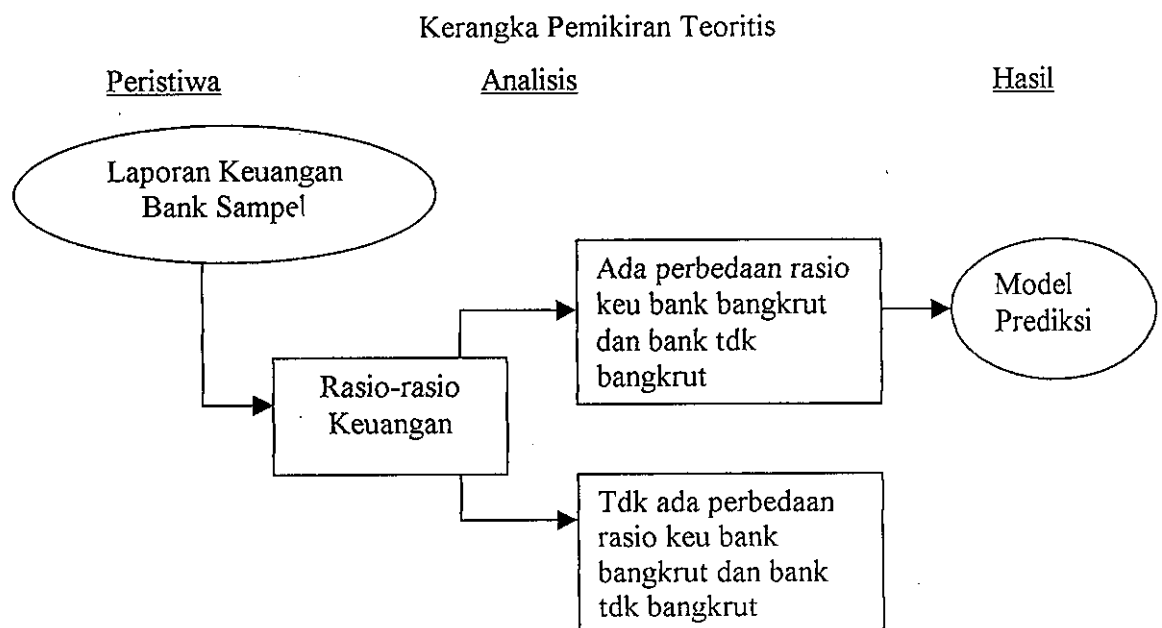 Kerangka Pemikiran Teoritis
Peristiwa
Analisis
Hasil
Laporan Keuangan
Bank Sampel
Rasio-rasio
Keuangan
Ada perbedaan rasio
keu bank bangkrut
dan bank tdk
bangkrut
Model
Prediksi
Tdk ada perbedaan
rasio keu bank
bangkrut dan bank
tdk bangkrut